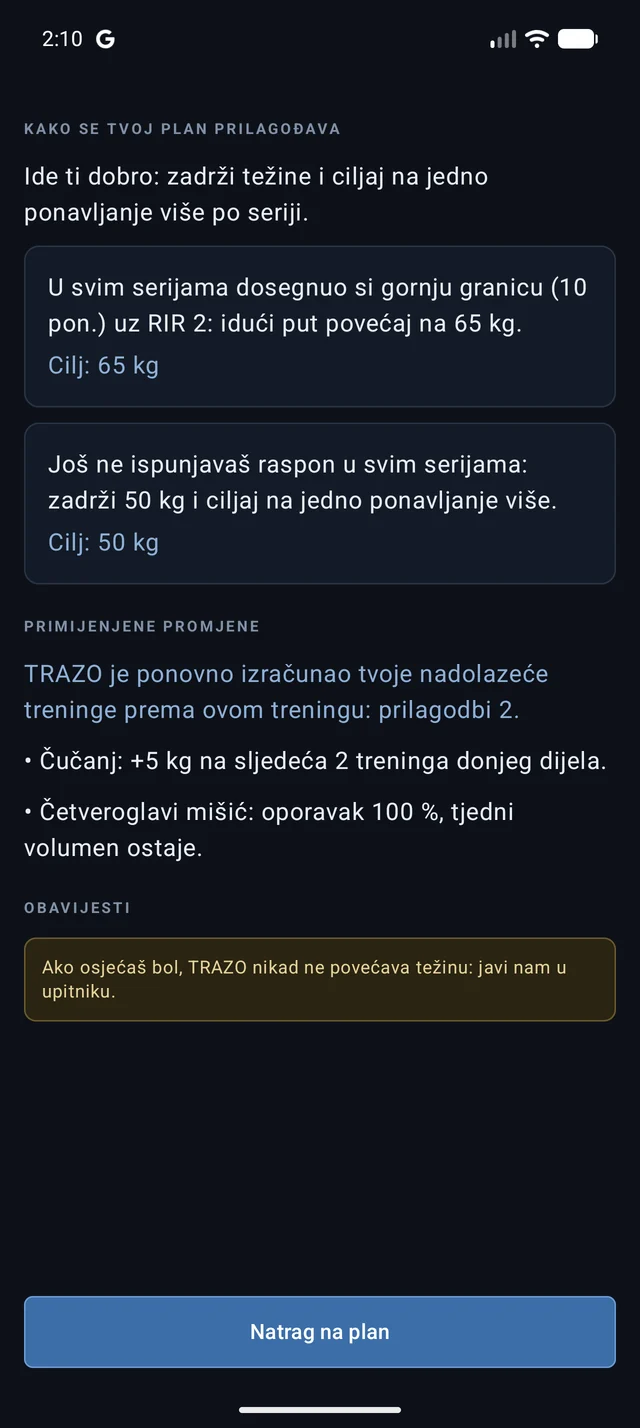 2:10 G
KAKO SE TVOJ PLAN PRILAGOĐAVA
Ide ti dobro: zadrži težine i ciljaj na jedno
ponavljanje više po seriji.
U svim serijama dosegnuo si gornju granicu (10
pon.) uz RIR 2: idući put povećaj na 65 kg.
Cilj: 65 kg
Još ne ispunjavaš raspon u svim serijama:
zadrži 50 kg i ciljaj na jedno ponavljanje više.
Cilj: 50 kg
PRIMIJENJENE PROMJENE
TRAZO je ponovno izračunao tvoje nadolazeće
treninge prema ovom treningu: prilagodbi 2.
• Čučanj: +5 kg na sljedeća 2 treninga donjeg dijela.
• Četveroglavi mišić: oporavak 100 %, tjedni
volumen ostaje.
OBAVIJESTI
Ako osjećaš bol, TRAZO nikad ne povećava težinu: javi nam u
upitniku.
Natrag na plan